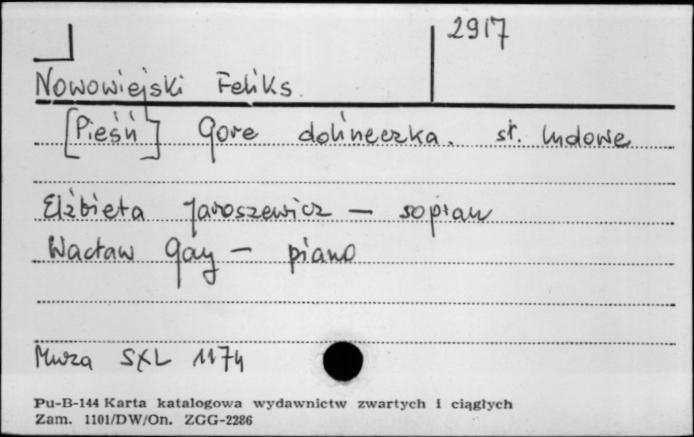 2917
Nowowiejski Feliks
[Pieśń] Gore dolineczka. sł. ludowe
Elżbieta Jaroszewicz – sopran
Wacław Gay – piano
Muza SXL 1174
Pu-B-144 Karta katalogowa wydawnictw zwartych i ciągłych
Zam. 1101/DW/On. ZGG-2286